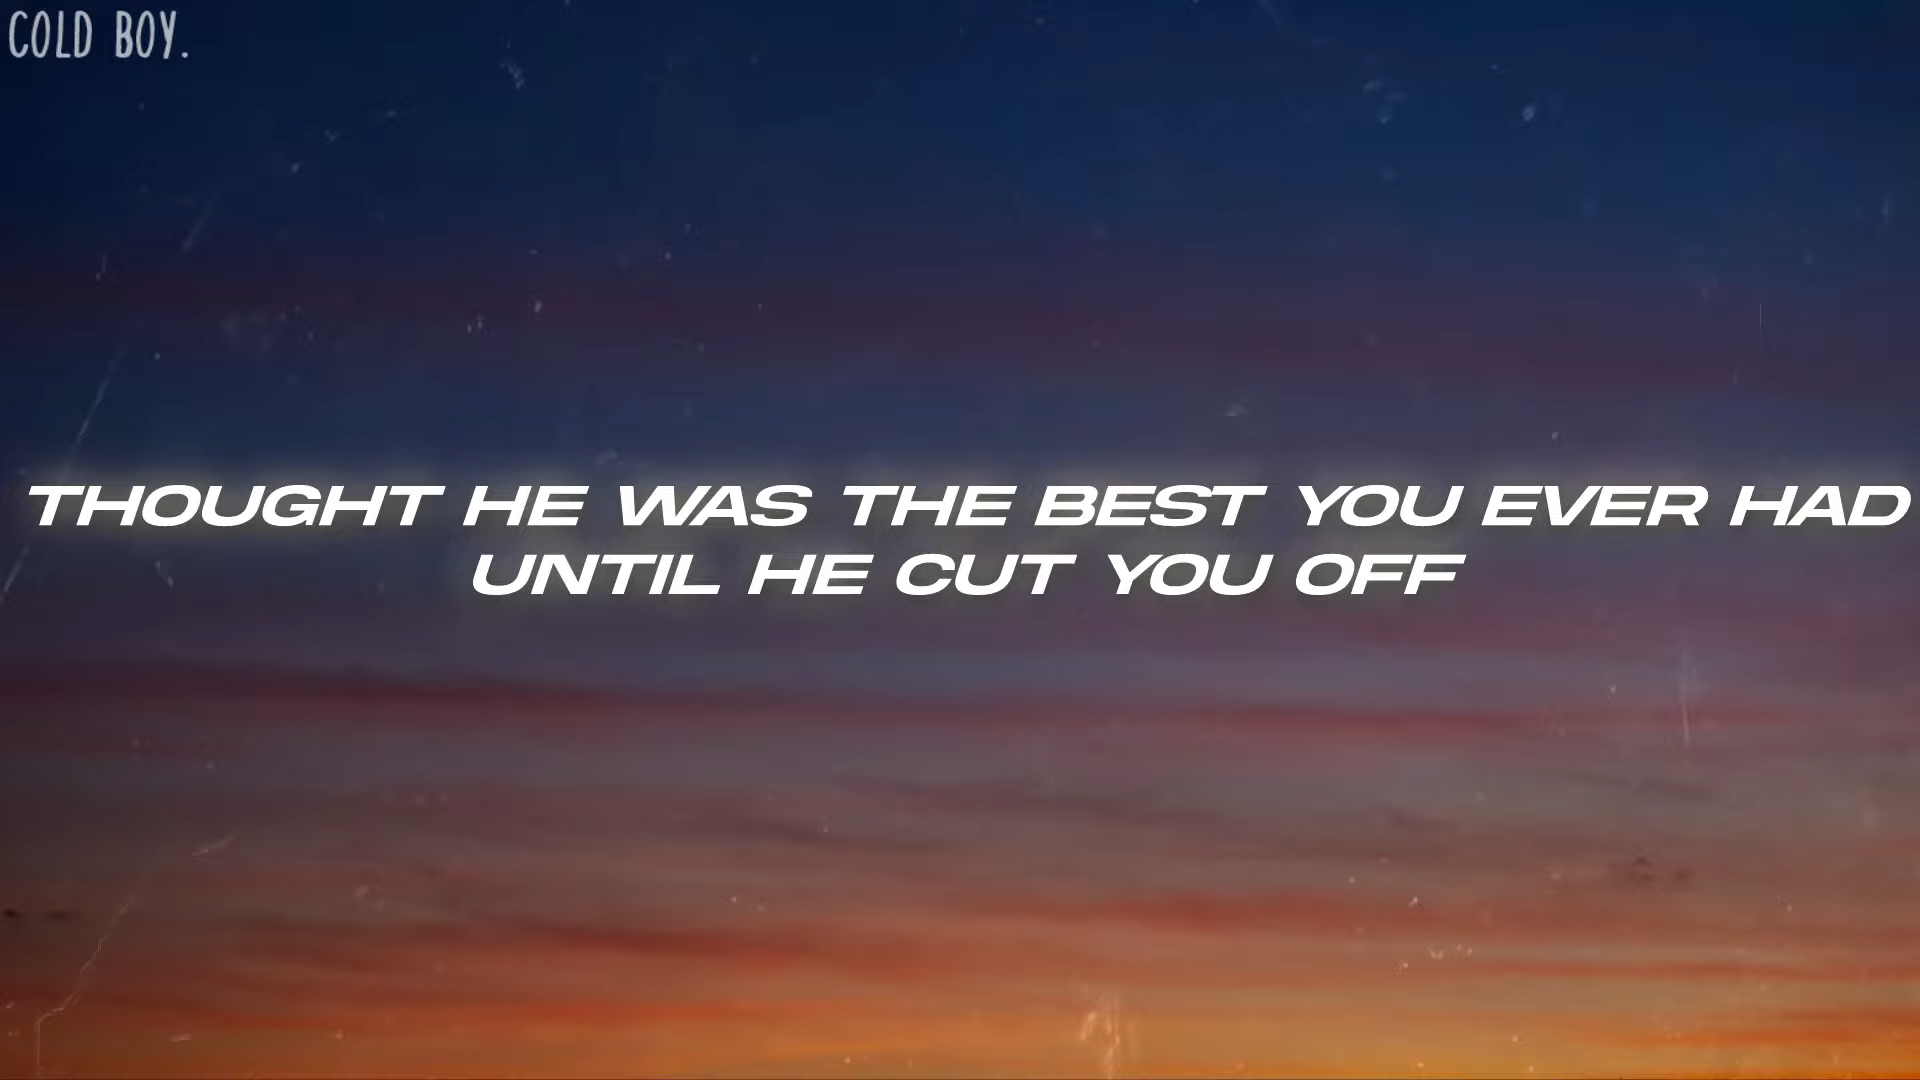 COLD BOY.
THOUGHT HE WAS THE BEST YOU EVER HAD
UNTIL HE CUT YOU OFF